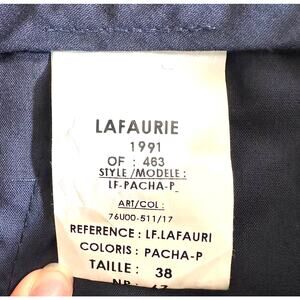 LAFAURIE
1991
OF : 463
STYLE /MODELE :
LF-PACHA-P
ART/COL :
76U00-511/17
REFERENCE : LF.LAFAURI
COLORIS : PACHA-P
TAILLE : 38